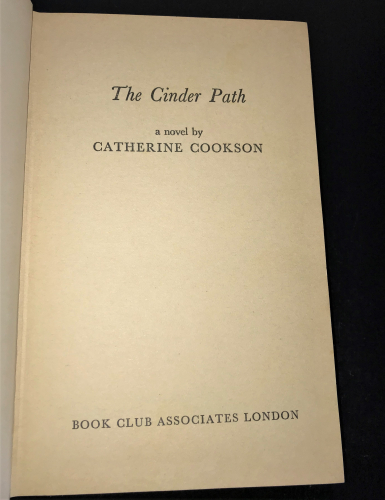 The Cinder Path
a novel by
CATHERINE COOKSON
BOOK CLUB ASSOCIATES LONDON